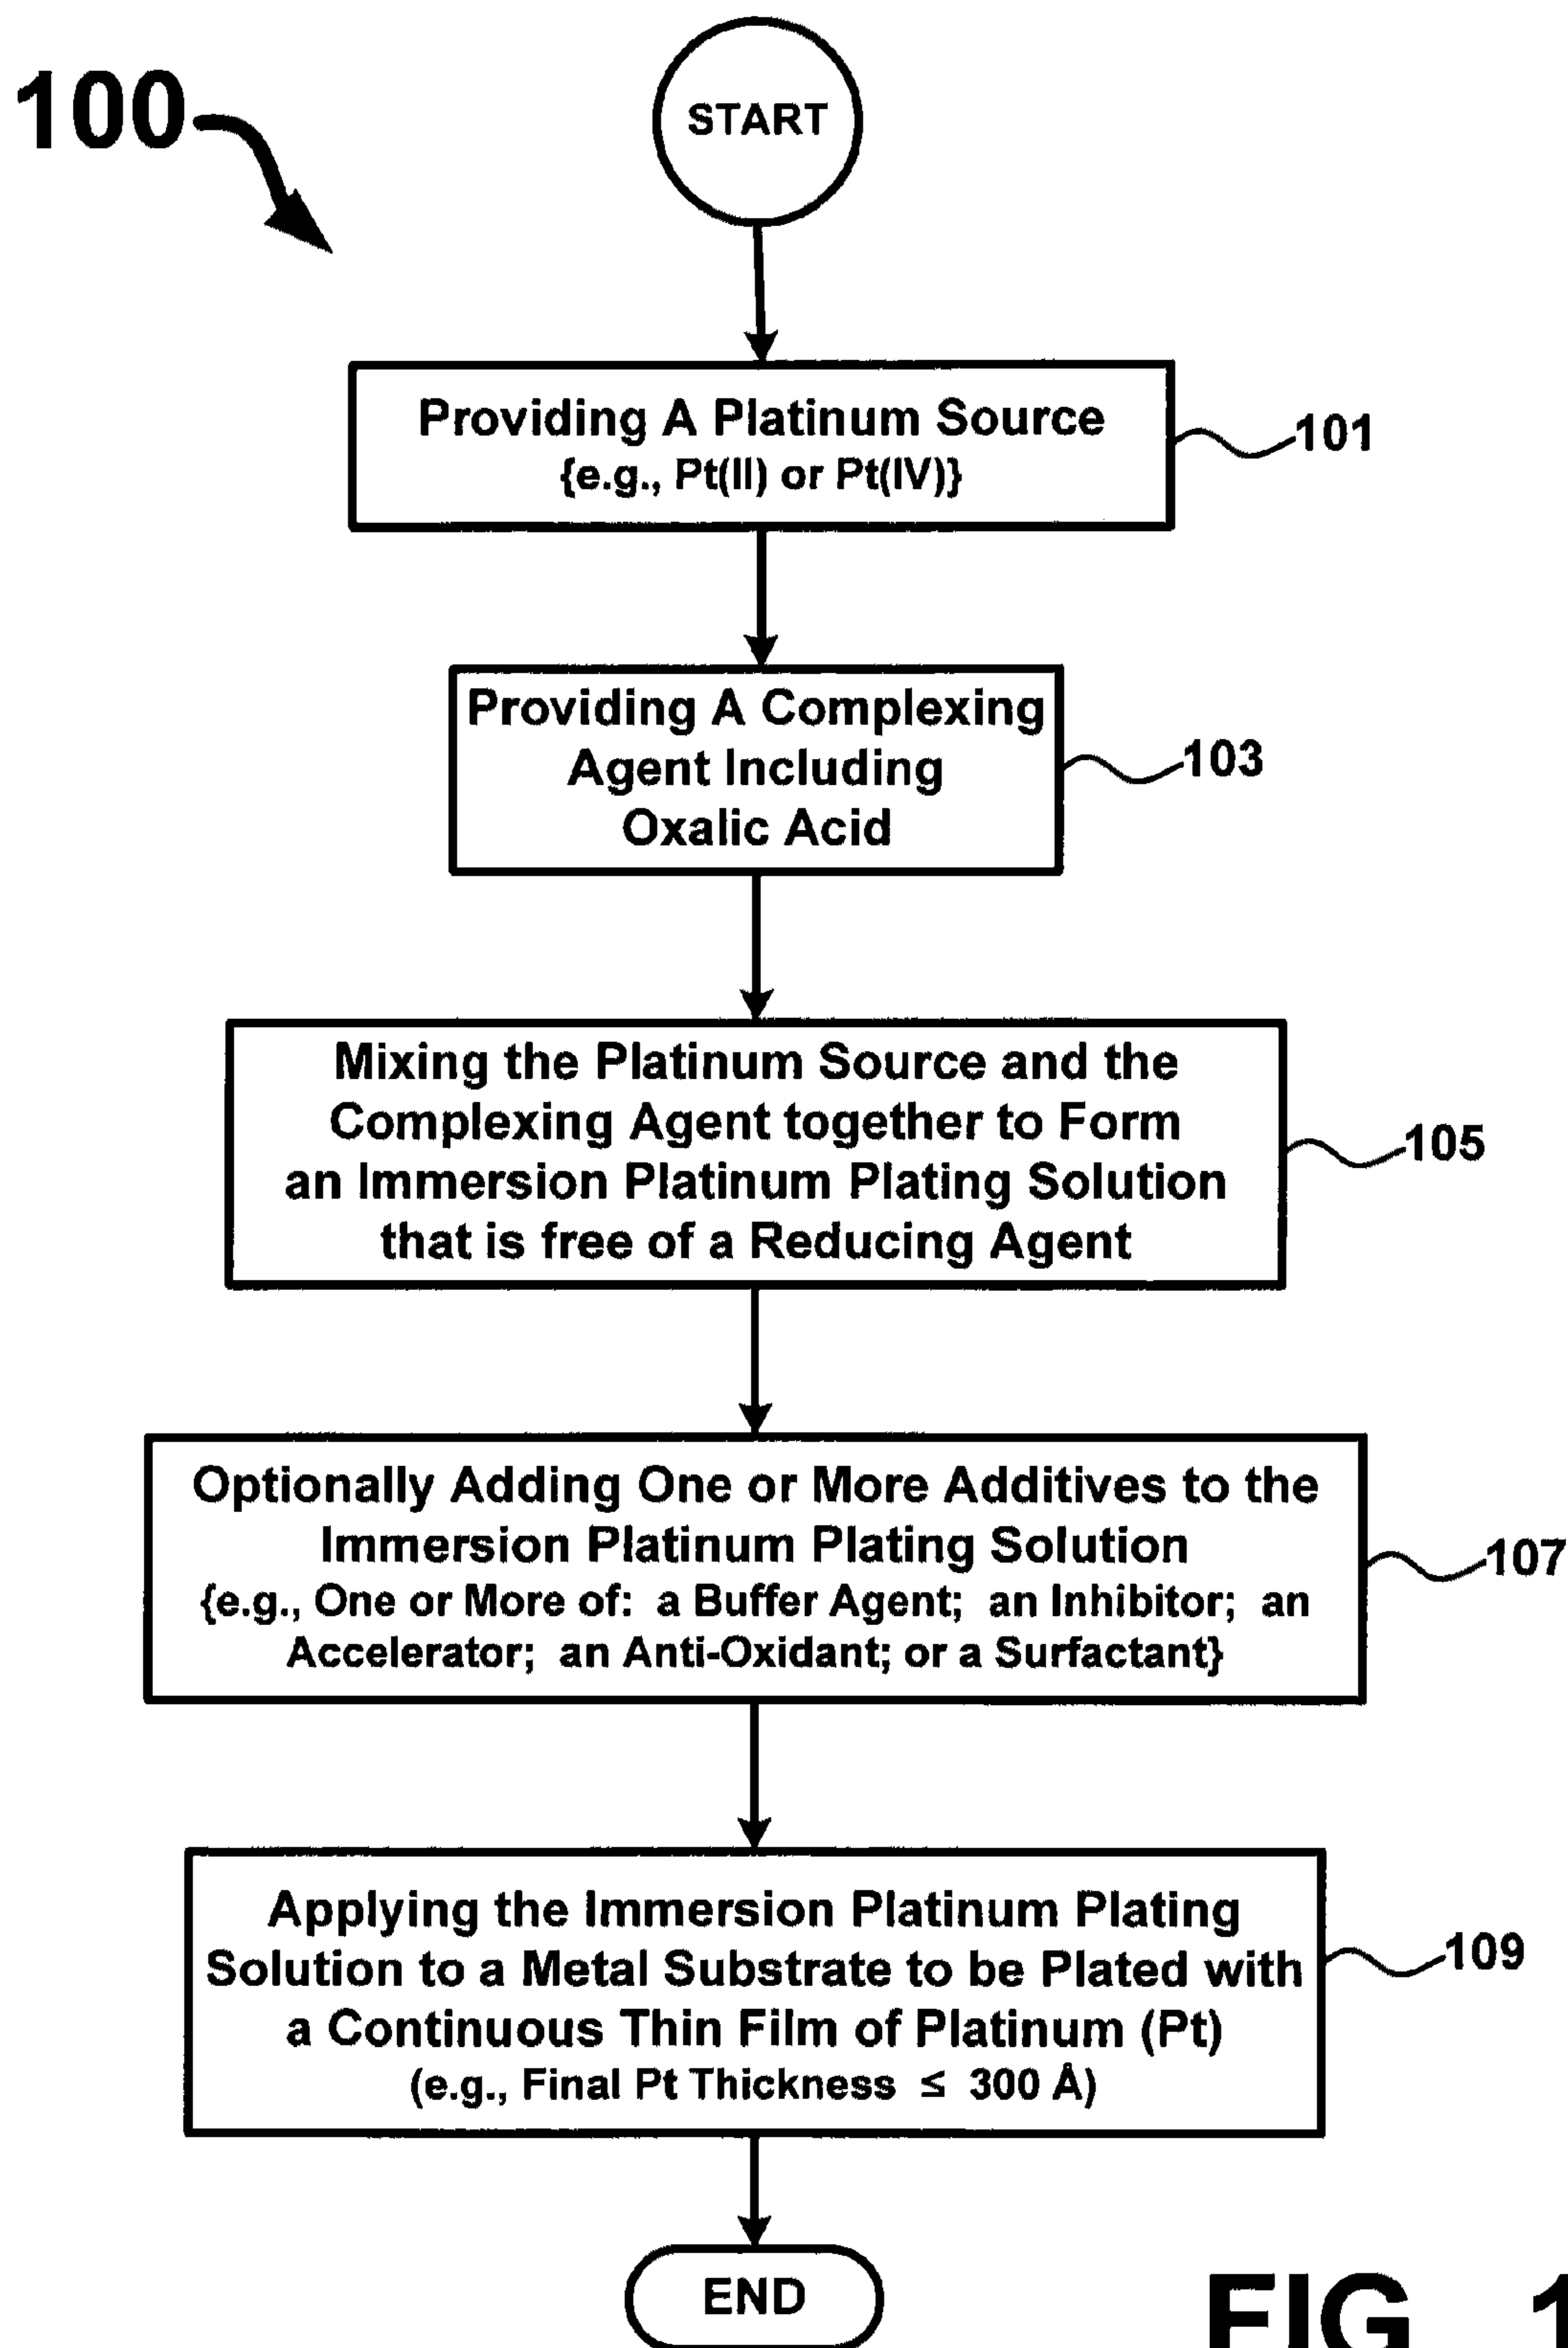 100
START
Providing A Platinum Source
{e.g., Pt(II) or Pt(IV)}
101
Providing A Complexing
Agent Including
Oxalic Acid
103
Mixing the Platinum Source and the
Complexing Agent together to Form
an Immersion Platinum Plating Solution
that is free of a Reducing Agent
105
Optionally Adding One or More Additives to the
Immersion Platinum Plating Solution
{e.g., One or More of: a Buffer Agent; an Inhibitor; an
Accelerator; an Anti-Oxidant; or a Surfactant}
107
Applying the Immersion Platinum Plating
Solution to a Metal Substrate to be Plated with
a Continuous Thin Film of Platinum (Pt)
(e.g., Final Pt Thickness ≤ 300 Å)
109
END
FIG. 1